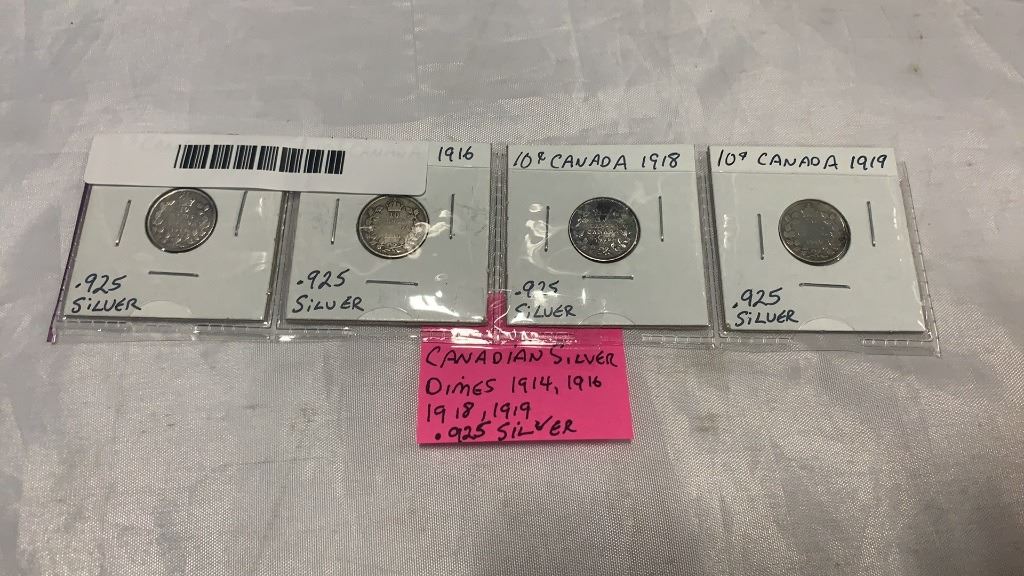 1916
10¢ CANADA 1918
10¢ CANADA 1919
.925
SILVER
.925
SILVER
.925
SILVER
.925
SILVER
CANADIAN SILVER
DIMES 1914, 1916
1918, 1919
.925 SILVER